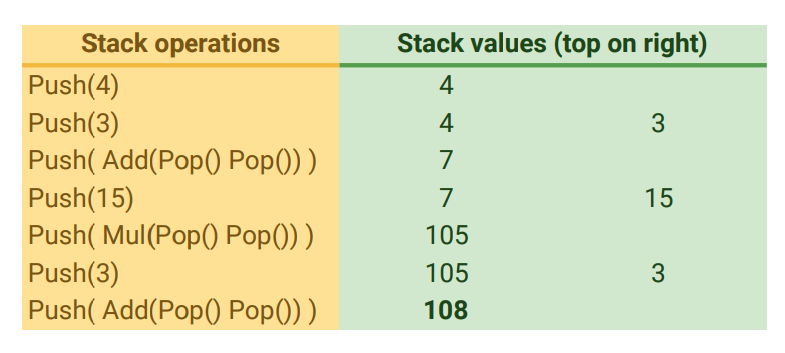 Stack operations Stack values (top on right)
Push(4) 4
Push(3) 4 3
Push( Add(Pop() Pop()) ) 7
Push(15) 7 15
Push( Mul(Pop() Pop()) ) 105
Push(3) 105 3
Push( Add(Pop() Pop()) ) 108